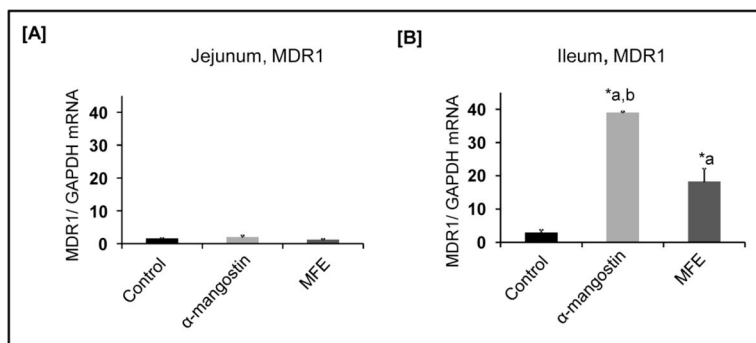 [A]
Jejunum, MDR1
MDR1/ GAPDH mRNA
40
30
20
10
0
Control
α-mangostin
MFE
[B]
Ileum, MDR1
MDR1/ GAPDH mRNA
40
30
20
10
0
*a,b
*a
Control
α-mangostin
MFE